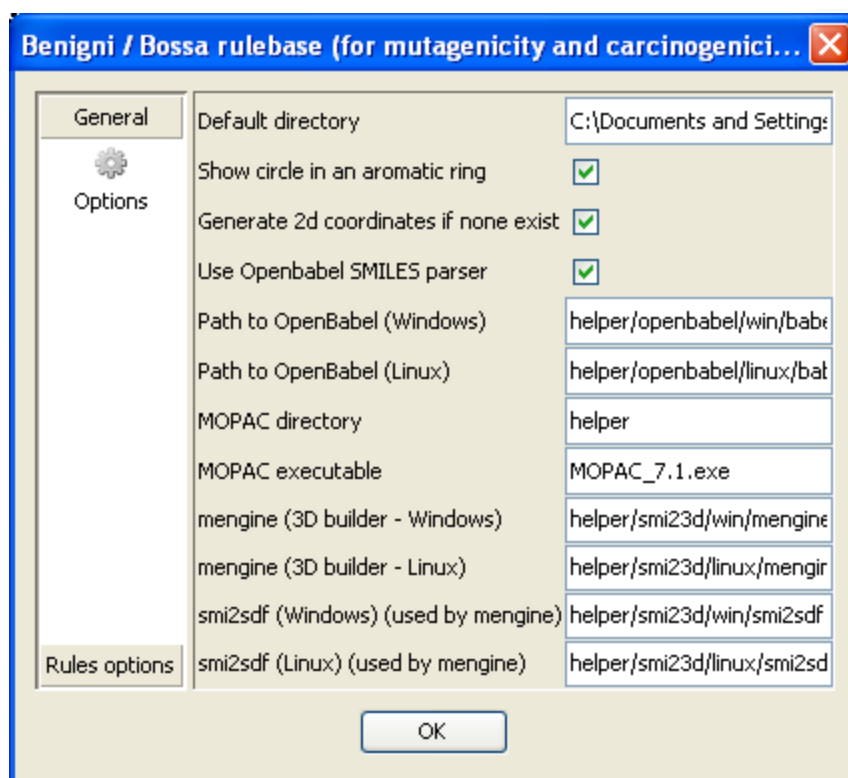 Benigni / Bossa rulebase (for mutagenicity and carcinogenici...
General
Options
Default directory C:\Documents and Settings
Show circle in an aromatic ring
Generate 2d coordinates if none exist
Use Openbabel SMILES parser
Path to OpenBabel (Windows) helper/openbabel/win/babe
Path to OpenBabel (Linux) helper/openbabel/linux/bab
MOPAC directory helper
MOPAC executable MOPAC_7.1.exe
mengine (3D builder - Windows) helper/smi23d/win/mengine
mengine (3D builder - Linux) helper/smi23d/linux/mengin
smi2sdf (Windows) (used by mengine) helper/smi23d/win/smi2sdf
smi2sdf (Linux) (used by mengine) helper/smi23d/linux/smi2sd
Rules options
OK